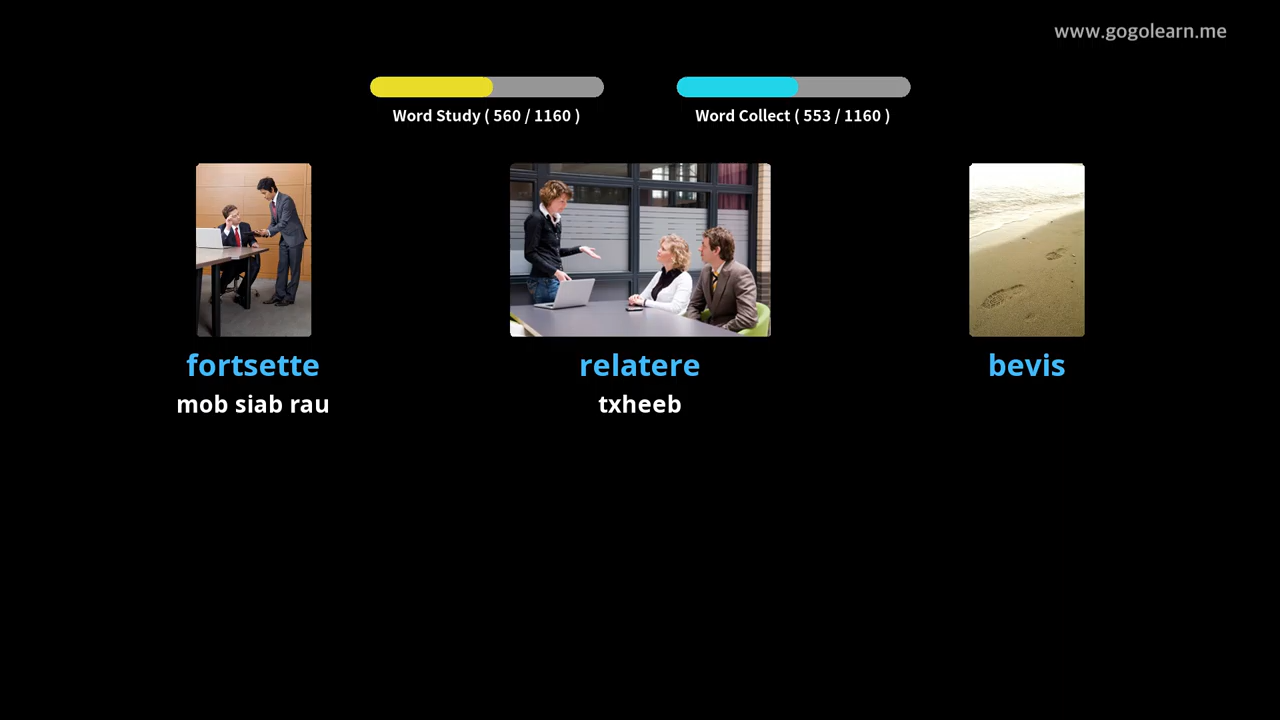 www.gogolearn.me
Word Study ( 560 / 1160 )
Word Collect ( 553 / 1160 )
fortsette
mob siab rau
relatere
txheeb
bevis